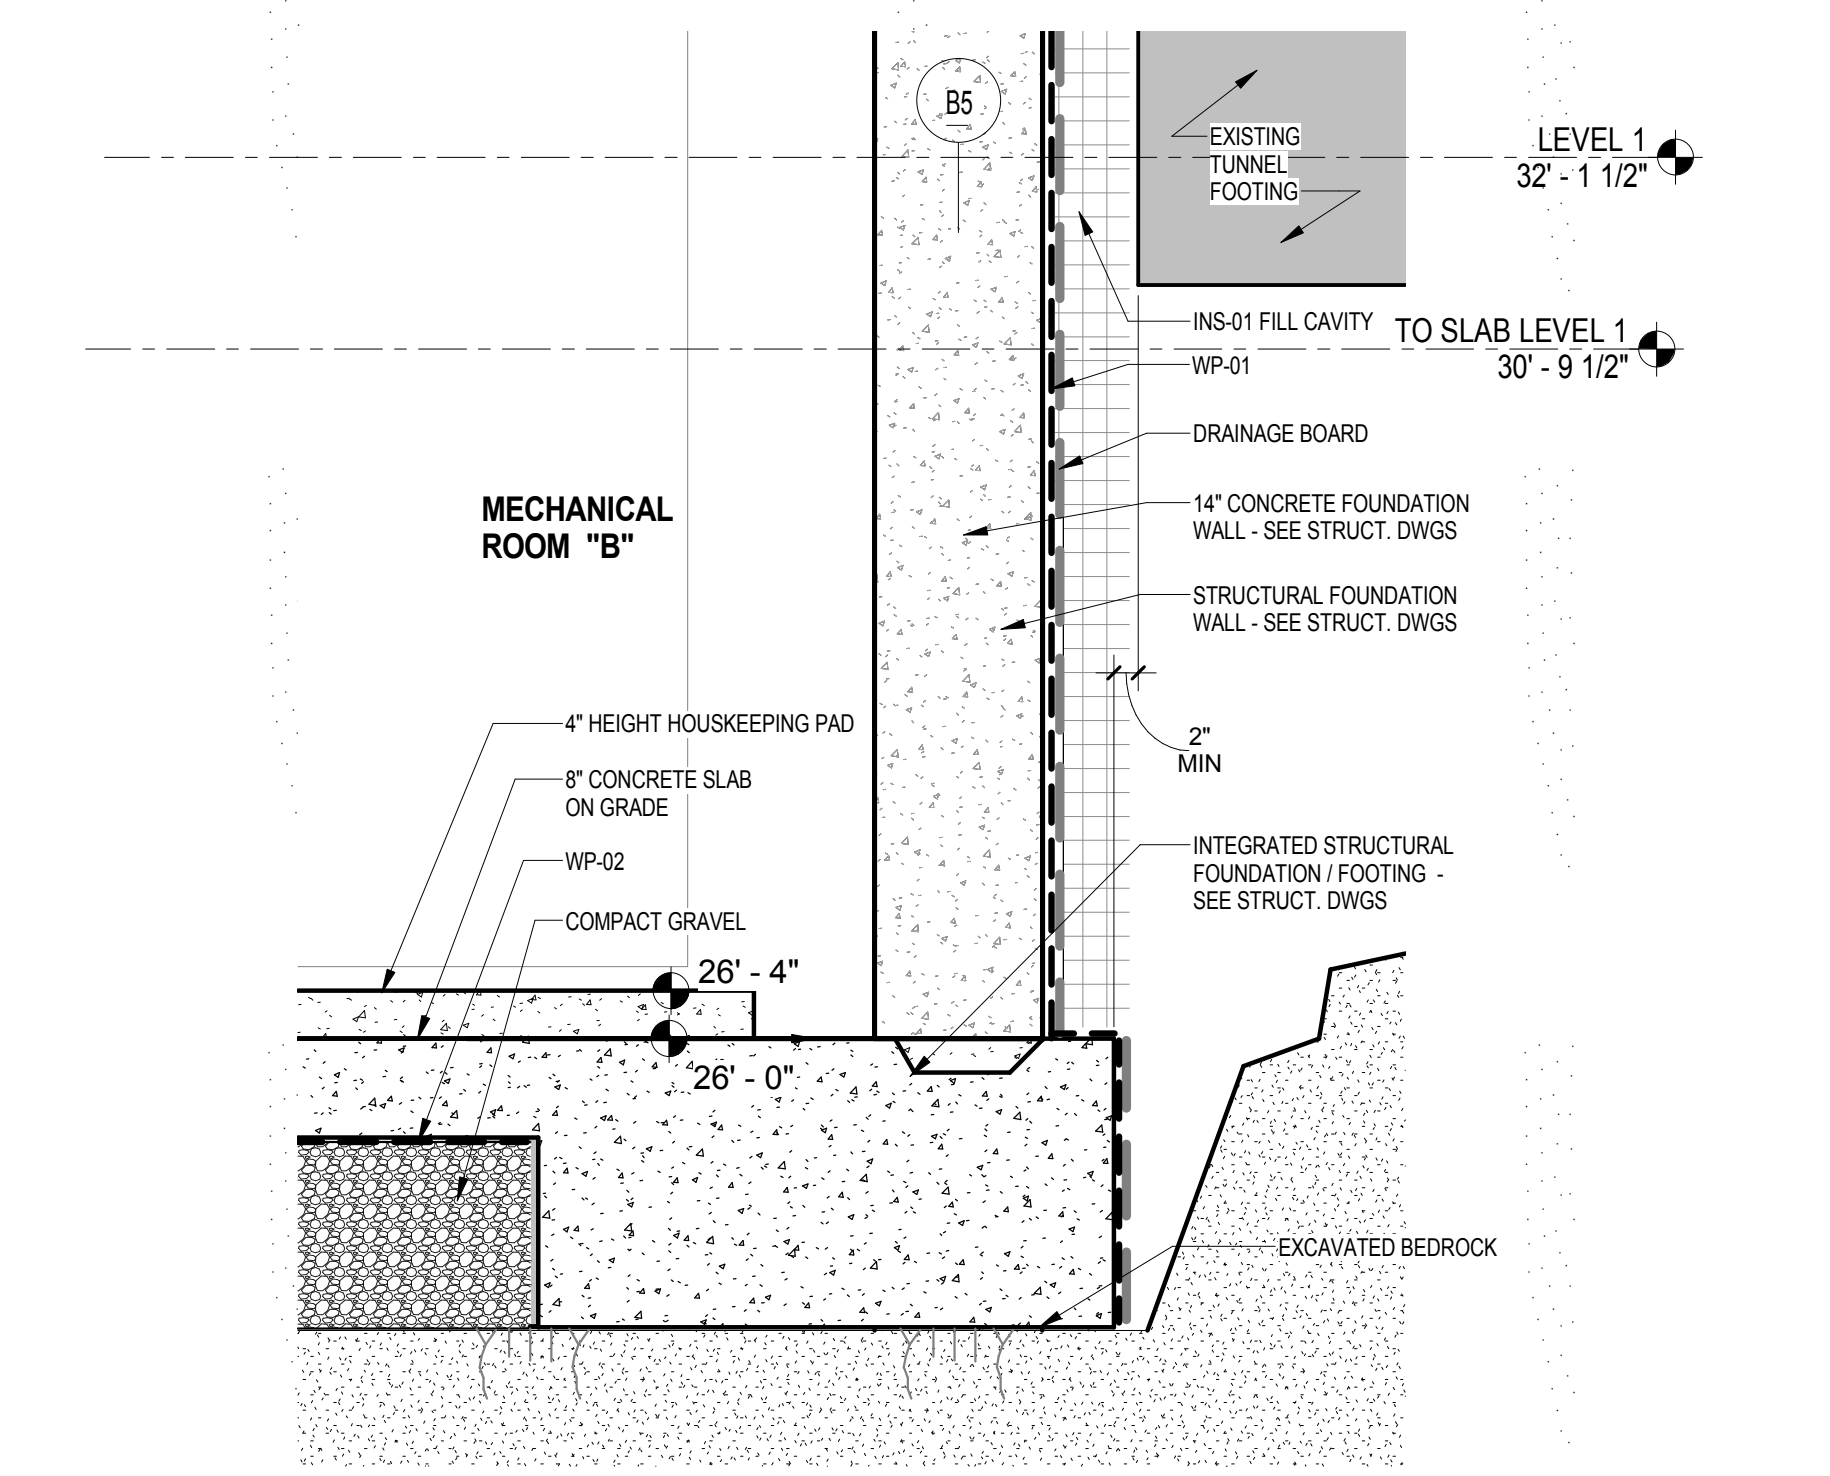 B5
EXISTING
TUNNEL
FOOTING
LEVEL 1
32' - 1 1/2"
INS-01 FILL CAVITY
TO SLAB LEVEL 1
30' - 9 1/2"
WP-01
DRAINAGE BOARD
14" CONCRETE FOUNDATION
WALL - SEE STRUCT. DWGS
MECHANICAL
ROOM "B"
STRUCTURAL FOUNDATION
WALL - SEE STRUCT. DWGS
4" HEIGHT HOUSKEEPING PAD
2"
MIN
8" CONCRETE SLAB
ON GRADE
WP-02
INTEGRATED STRUCTURAL
FOUNDATION / FOOTING -
SEE STRUCT. DWGS
COMPACT GRAVEL
26' - 4"
26' - 0"
EXCAVATED BEDROCK